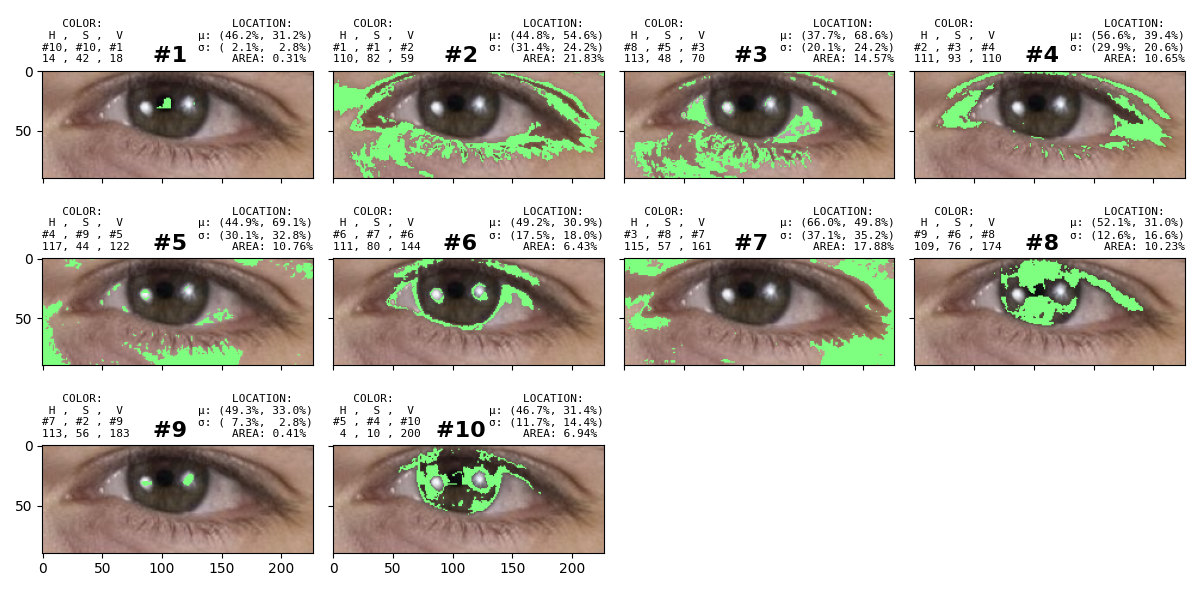 COLOR: LOCATION:
H , S , V μ: (46.2%, 31.2%)
#10, #10, #1 σ: ( 2.1%, 2.8%)
14 , 42 , 18 #1 AREA: 0.31%
COLOR: LOCATION:
H , S , V μ: (44.8%, 54.6%)
#1 , #1 , #2 σ: (31.4%, 24.2%)
110, 82 , 59 #2 AREA: 21.83%
COLOR: LOCATION:
H , S , V μ: (37.7%, 68.6%)
#8 , #5 , #3 σ: (20.1%, 24.2%)
113, 48 , 70 #3 AREA: 14.57%
COLOR: LOCATION:
H , S , V μ: (56.6%, 39.4%)
#2 , #3 , #4 σ: (29.9%, 20.6%)
111, 93 , 110 #4 AREA: 10.65%
0
50
COLOR: LOCATION:
H , S , V μ: (44.9%, 69.1%)
#4 , #9 , #5 σ: (30.1%, 32.8%)
117, 44 , 122 #5 AREA: 10.76%
COLOR: LOCATION:
H , S , V μ: (49.2%, 30.9%)
#6 , #7 , #6 σ: (17.5%, 18.0%)
111, 80 , 144 #6 AREA: 6.43%
COLOR: LOCATION:
H , S , V μ: (66.0%, 49.8%)
#3 , #8 , #7 σ: (37.1%, 35.2%)
115, 57 , 161 #7 AREA: 17.88%
COLOR: LOCATION:
H , S , V μ: (52.1%, 31.0%)
#9 , #6 , #8 σ: (12.6%, 16.6%)
109, 76 , 174 #8 AREA: 10.23%
0
50
COLOR: LOCATION:
H , S , V μ: (49.3%, 33.0%)
#7 , #2 , #9 σ: ( 7.3%, 2.8%)
113, 56 , 183 #9 AREA: 0.41%
COLOR: LOCATION:
H , S , V μ: (46.7%, 31.4%)
#5 , #4 , #10 σ: (11.7%, 14.4%)
4 , 10 , 200 #10 AREA: 6.94%
0
50
0 50 100 150 200
0 50 100 150 200